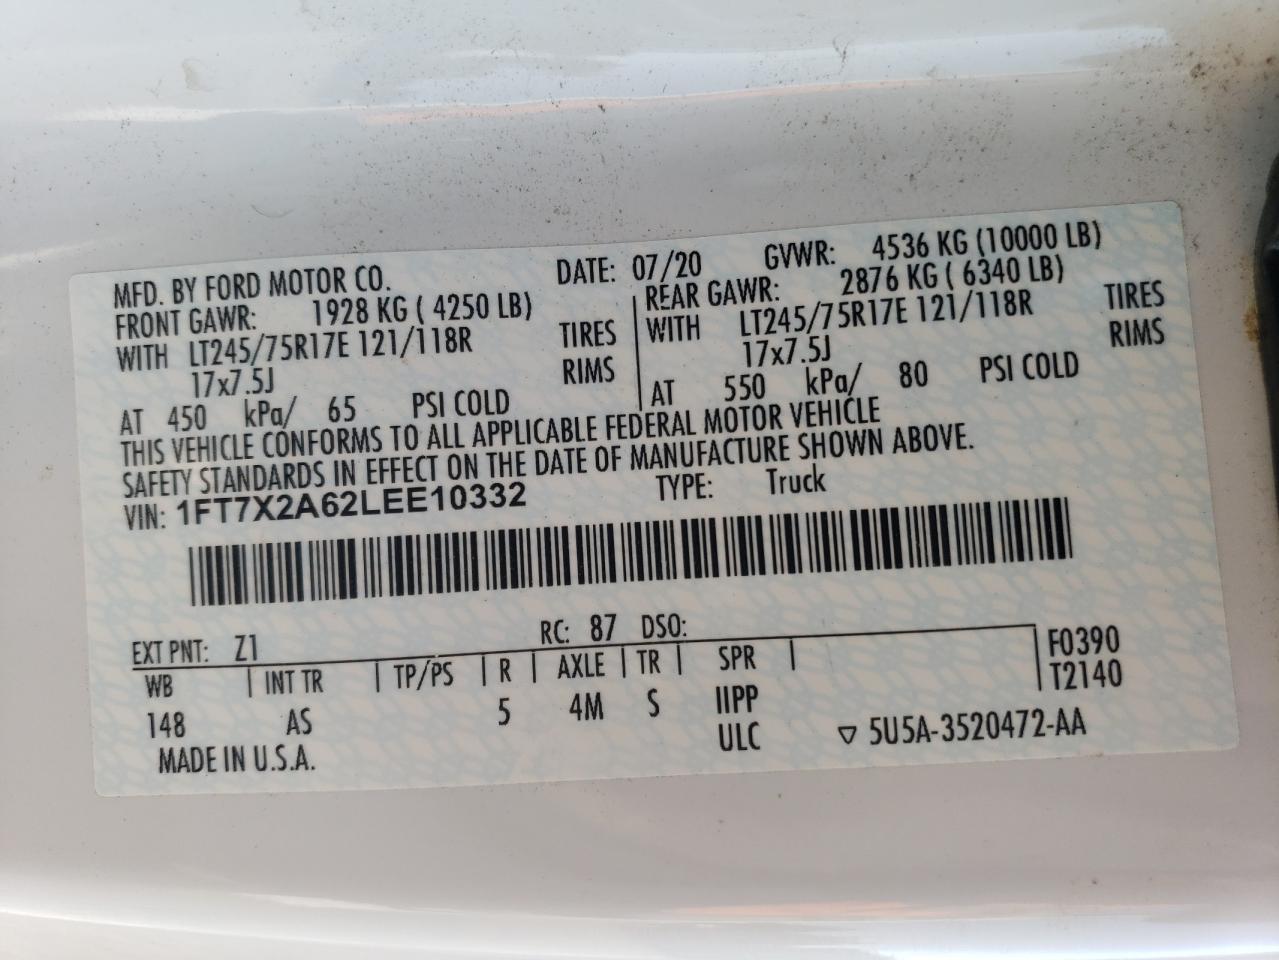 MFD. BY FORD MOTOR CO. DATE: 07/20 GVWR: 4536 KG (10000 LB)
FRONT GAWR: 1928 KG ( 4250 LB)
WITH LT245/75R17E 121/118R TIRES
17x7.5J RIMS
AT 450 kPa/ 65 PSI COLD
REAR GAWR: 2876 KG ( 6340 LB)
WITH LT245/75R17E 121/118R TIRES
17x7.5J RIMS
AT 550 kPa/ 80 PSI COLD
THIS VEHICLE CONFORMS TO ALL APPLICABLE FEDERAL MOTOR VEHICLE
SAFETY STANDARDS IN EFFECT ON THE DATE OF MANUFACTURE SHOWN ABOVE.
VIN: 1FT7X2A62LEE10332 TYPE: Truck
EXT PNT: Z1 RC: 87 DSO:
WB | INT TR | TP/PS | R | AXLE | TR | SPR | F0390
148 AS 5 4M S IIPP T2140
ULC
MADE IN U.S.A. ▽ 5U5A-3520472-AA